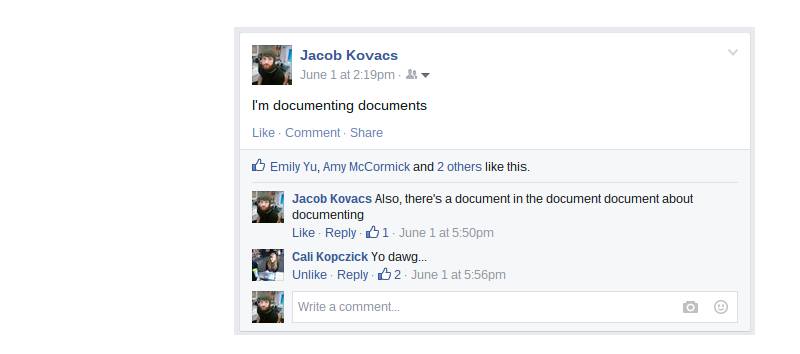 Jacob Kovacs
June 1 at 2:19pm ·
I'm documenting documents
Like · Comment · Share
Emily Yu, Amy McCormick and 2 others like this.
Jacob Kovacs Also, there's a document in the document document about
documenting
Like · Reply · 1 · June 1 at 5:50pm
Cali Kopczick Yo dawg...
Unlike · Reply · 2 · June 1 at 5:56pm
Write a comment...